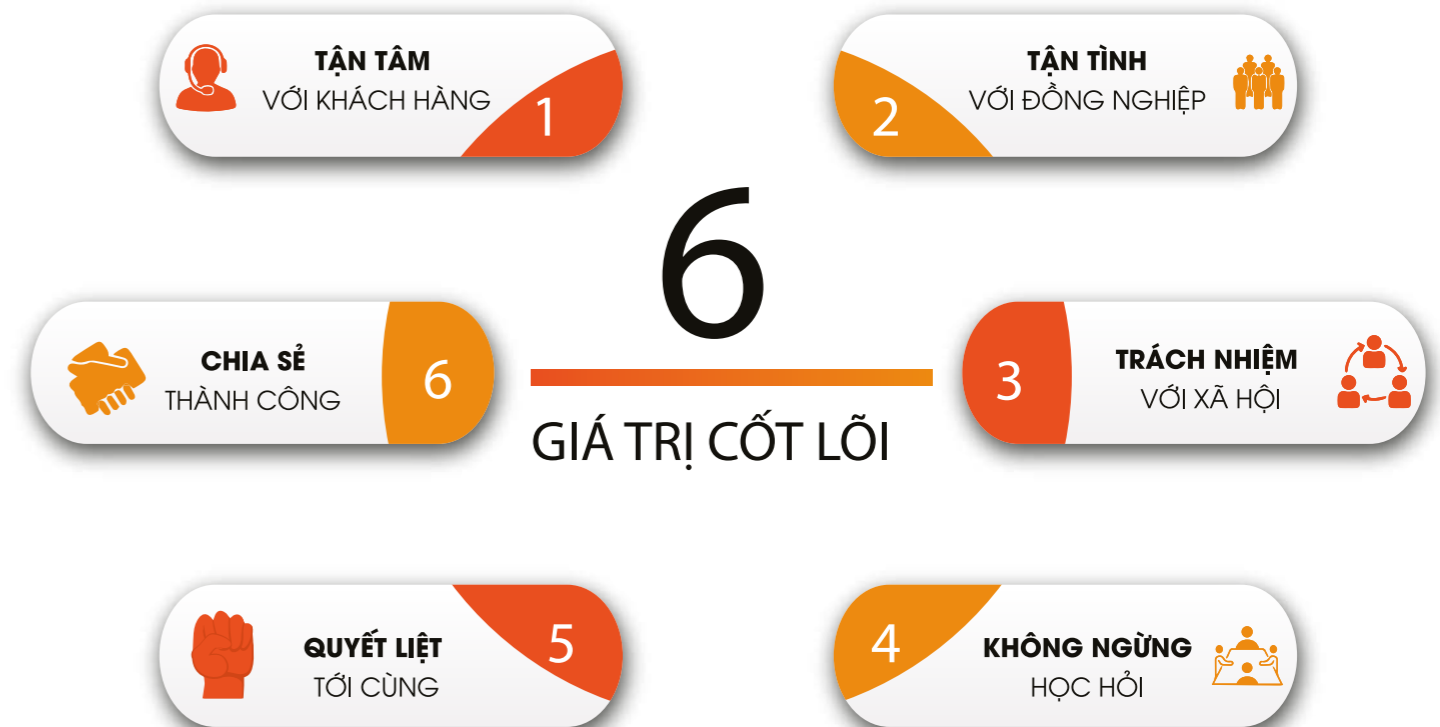 TẬN TÂM
VỚI KHÁCH HÀNG
1
TẬN TÌNH
VỚI ĐỒNG NGHIỆP
2
6
GIÁ TRỊ CỐT LÕI
CHIA SẺ
THÀNH CÔNG
6
3
TRÁCH NHIỆM
VỚI XÃ HỘI
QUYẾT LIỆT
TỚI CÙNG
5
4
KHÔNG NGỪNG
HỌC HỎI